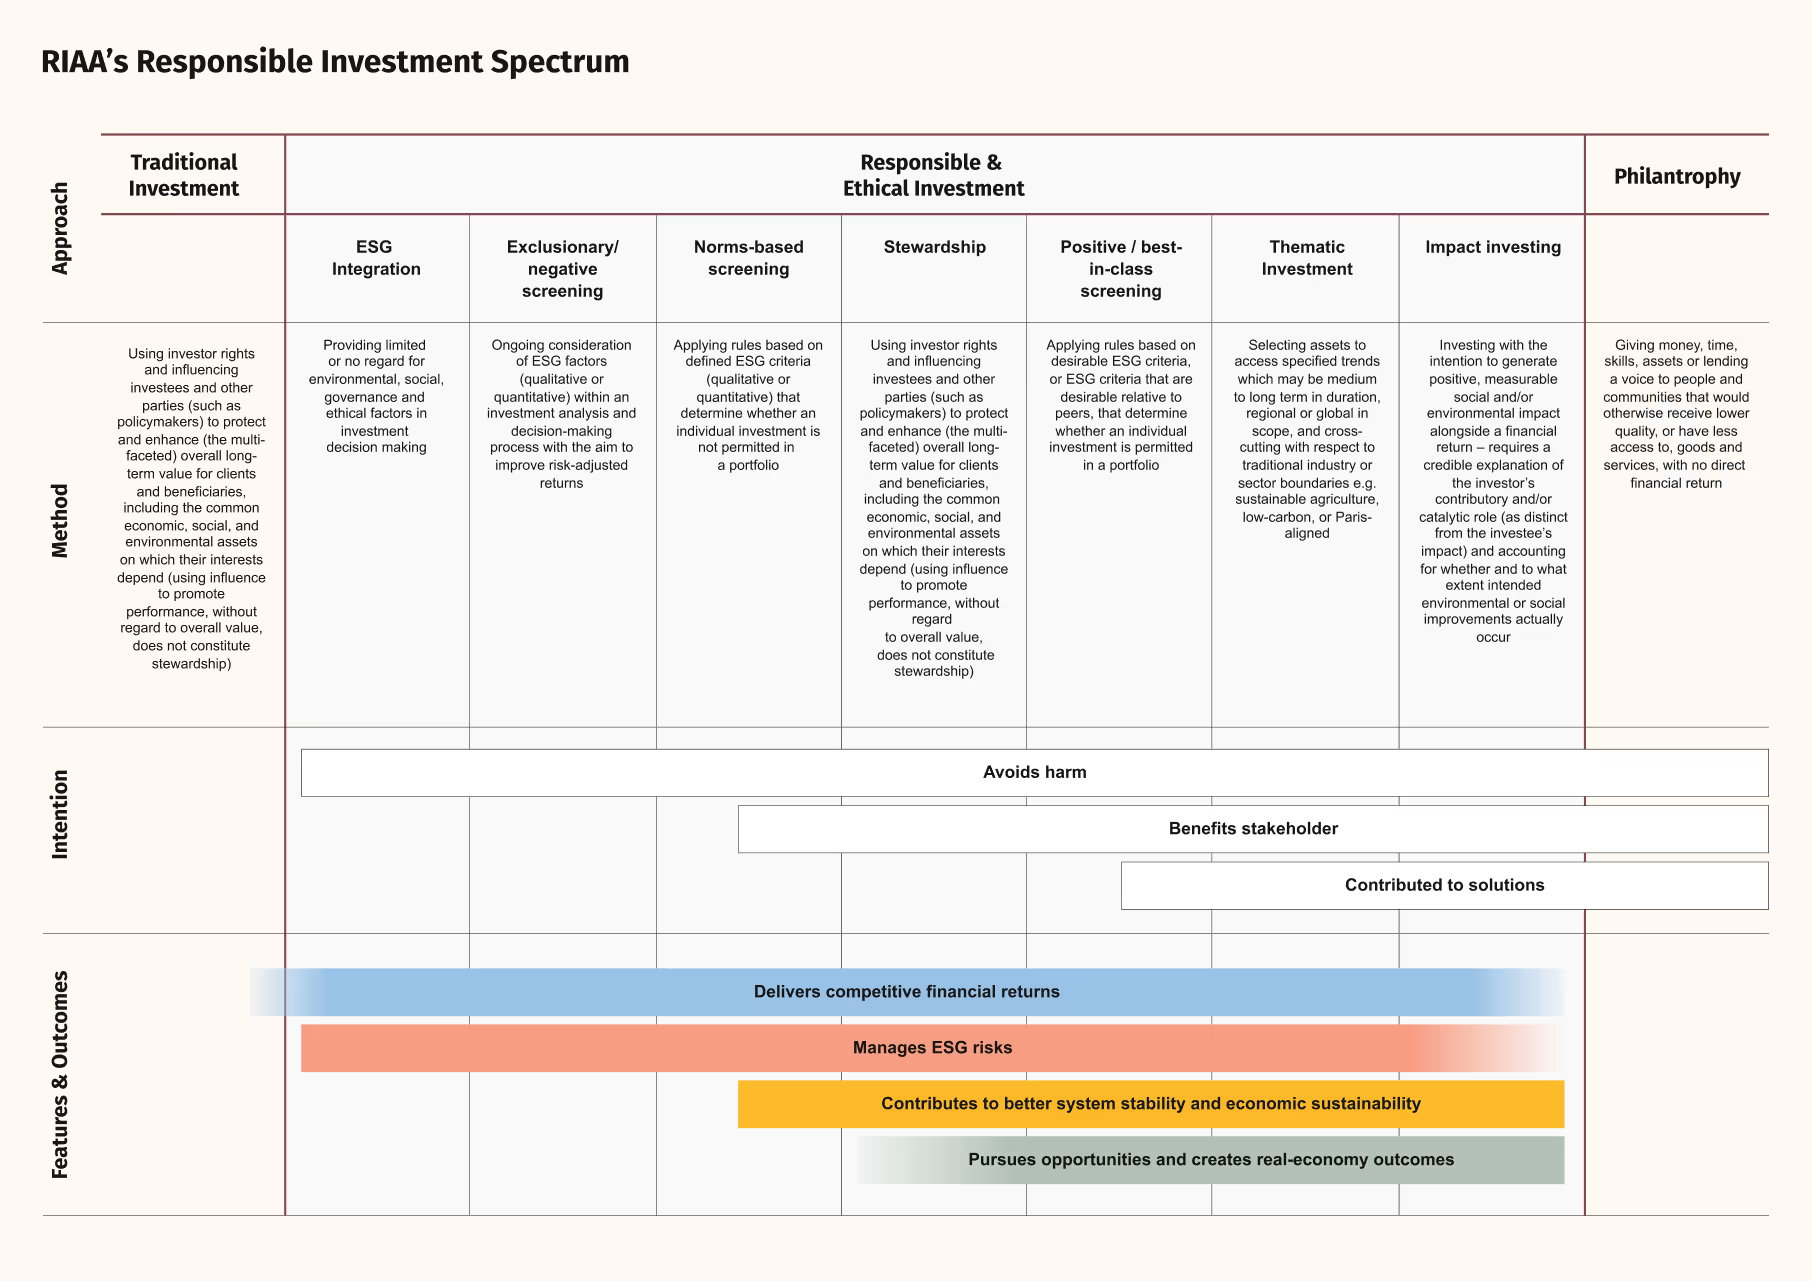 RIAA’s Responsible Investment Spectrum
Approach
Traditional
Investment
Responsible &
Ethical Investment
Philantrophy
ESG
Integration
Exclusionary/
negative
screening
Norms-based
screening
Stewardship
Positive / best-
in-class
screening
Thematic
Investment
Impact investing
Method
Using investor rights
and influencing
investees and other
parties (such as
policymakers) to protect
and enhance (the multi-
faceted) overall long-
term value for clients
and beneficiaries,
including the common
economic, social, and
environmental assets
on which their interests
depend (using influence
to promote
performance, without
regard to overall value,
does not constitute
stewardship)
Providing limited
or no regard for
environmental, social,
governance and
ethical factors in
investment
decision making
Ongoing consideration
of ESG factors
(qualitative or
quantitative) within an
investment analysis and
decision-making
process with the aim to
improve risk-adjusted
returns
Applying rules based on
defined ESG criteria
(qualitative or
quantitative) that
determine whether an
individual investment is
not permitted in
a portfolio
Using investor rights
and influencing
investees and other
parties (such as
policymakers) to protect
and enhance (the multi-
faceted) overall long-
term value for clients
and beneficiaries,
including the common
economic, social, and
environmental assets
on which their interests
depend (using influence
to promote
performance, without
regard
to overall value,
does not constitute
stewardship)
Applying rules based on
desirable ESG criteria,
or ESG criteria that are
desirable relative to
peers, that determine
whether an individual
investment is permitted
in a portfolio
Selecting assets to
access specified trends
which may be medium
to long term in duration,
regional or global in
scope, and cross-
cutting with respect to
traditional industry or
sector boundaries e.g.
sustainable agriculture,
low-carbon, or Paris-
aligned
Investing with the
intention to generate
positive, measurable
social and/or
environmental impact
alongside a financial
return – requires a
credible explanation of
the investor’s
contributory and/or
catalytic role (as distinct
from the investee’s
impact) and accounting
for whether and to what
extent intended
environmental or social
improvements actually
occur
Giving money, time,
skills, assets or lending
a voice to people and
communities that would
otherwise receive lower
quality, or have less
access to, goods and
services, with no direct
financial return
Intention
Avoids harm
Benefits stakeholder
Contributed to solutions
Features & Outcomes
Delivers competitive financial returns
Manages ESG risks
Contributes to better system stability and economic sustainability
Pursues opportunities and creates real-economy outcomes